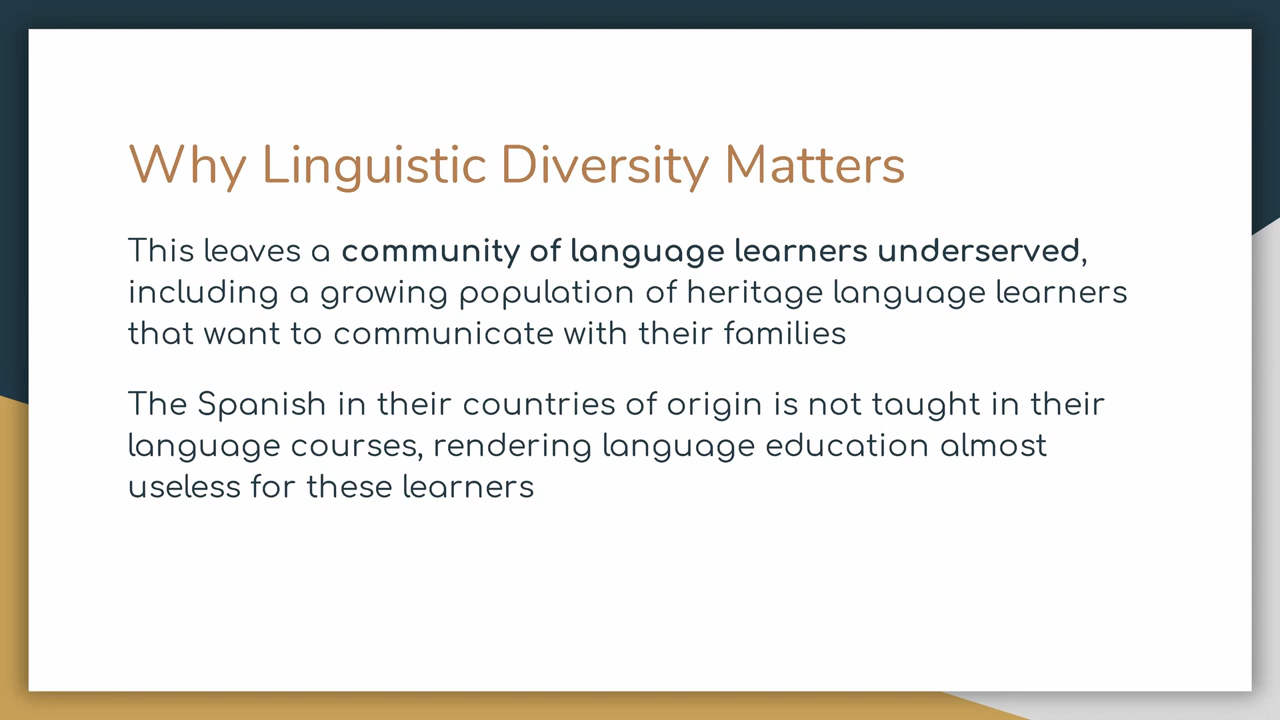 Why Linguistic Diversity Matters
This leaves a community of language learners underserved,
including a growing population of heritage language learners
that want to communicate with their families
The Spanish in their countries of origin is not taught in their
language courses, rendering language education almost
useless for these learners